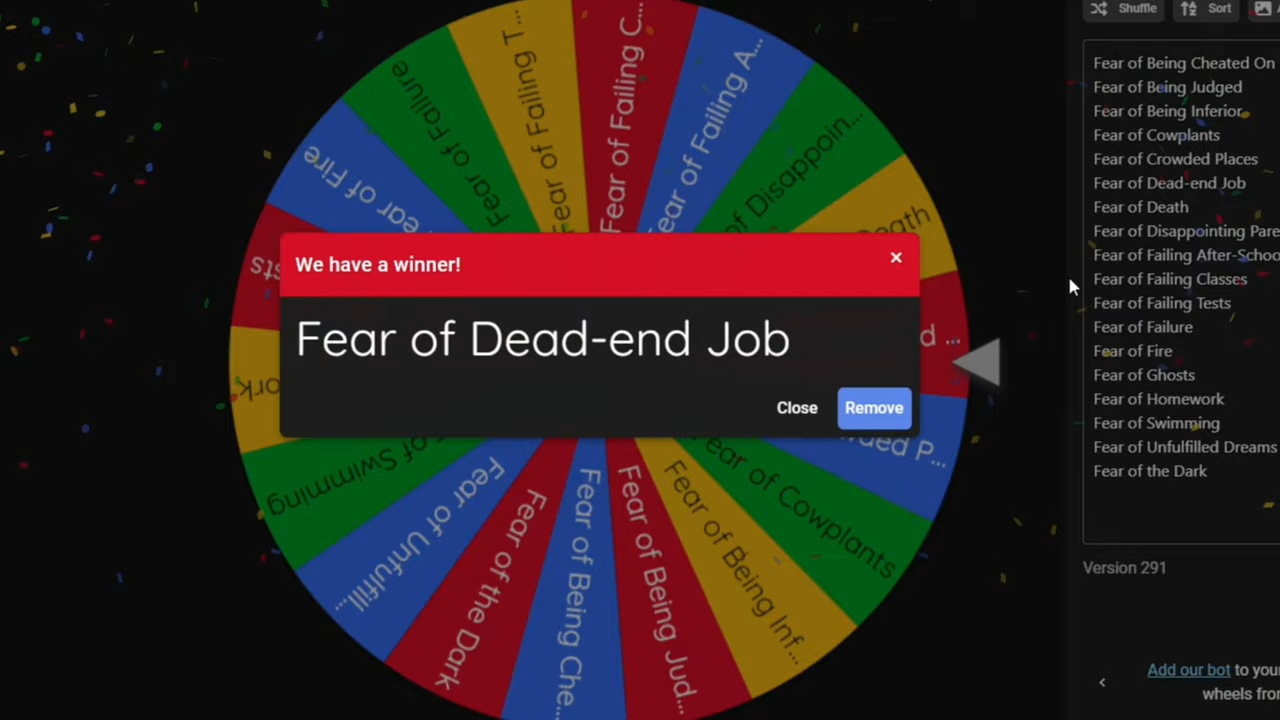 Shuffle
Sort
Fear of Being Cheated On
Fear of Being Judged
Fear of Being Inferior
Fear of Cowplants
Fear of Crowded Places
Fear of Dead-end Job
Fear of Death
Fear of Disappointing Pare
Fear of Failing After-Schoo
Fear of Failing Classes
Fear of Failing Tests
Fear of Failure
Fear of Fire
Fear of Ghosts
Fear of Homework
Fear of Swimming
Fear of Unfulfilled Dreams
Fear of the Dark
Version 291
Add our bot to your
wheels from
We have a winner!
×
Fear of Dead-end Job
Close
Remove
Fear of Failing T...
Fear of Failing C...
Fear of Failing A...
of Disappoin...
Death
d ...
wded P...
Fear of Cowplants
Fear of Being Inf...
Fear of Being Jud...
Fear of Being Che...
Fear of the Dark
Fear of Unfulfill...
of Swimming
ork
sts
Fear of Fire
Fear of Failure